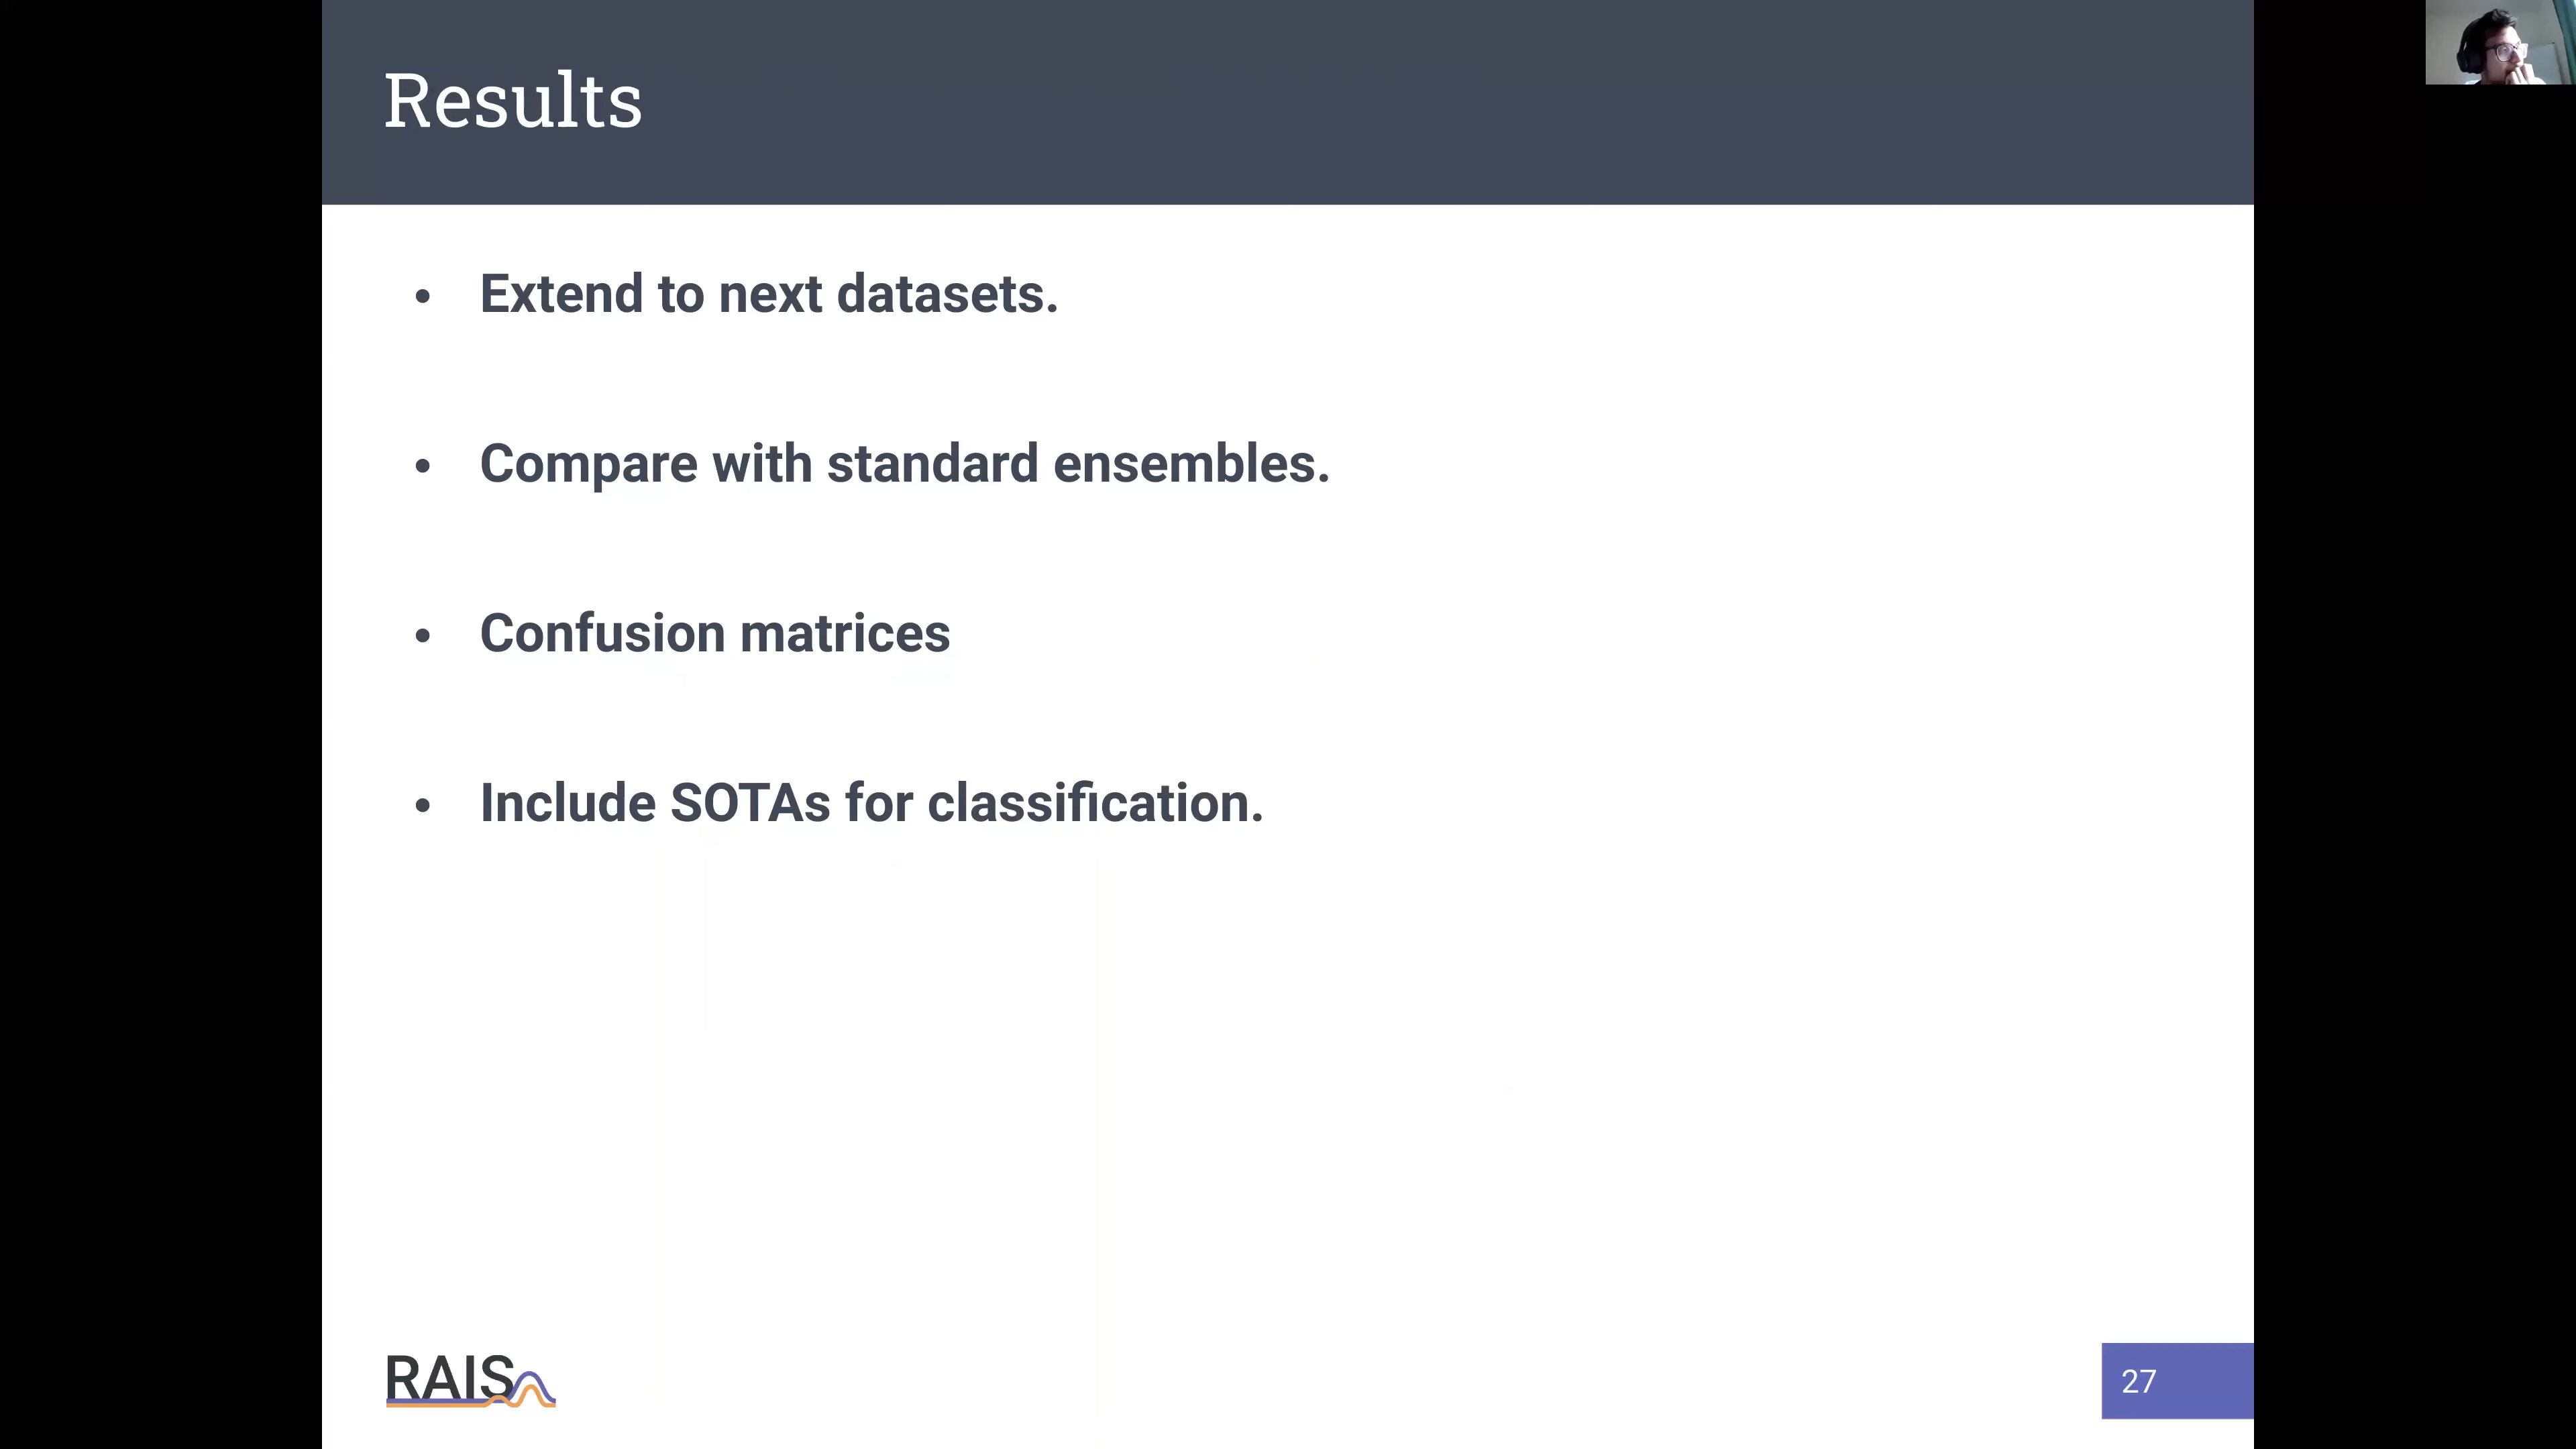 Results
• Extend to next datasets.
• Compare with standard ensembles.
• Confusion matrices
• Include SOTAs for classification.
RAIS
27